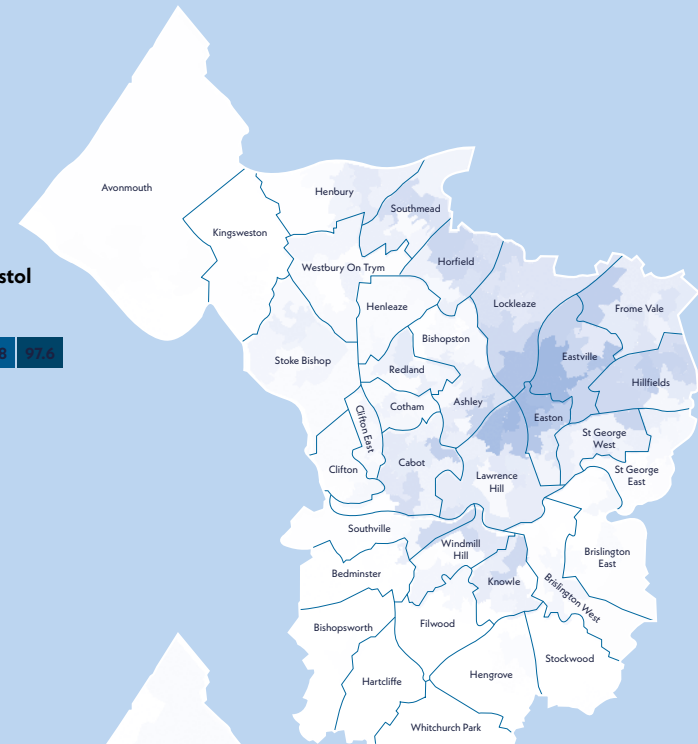 Avonmouth
Henbury
Southmead
Kingsweston
Westbury On Trym
Horfield
stol
Henleaze
Lockleaze
Frome Vale
Bishopston
8 97.6
Stoke Bishop
Eastville
Redland
Hillfields
Cotham
Ashley
Clifton East
Easton
St George
West
Clifton
Cabot
Lawrence
Hill
St George
East
Southville
Windmill
Hill
Brislington
East
Bedminster
Knowle
Brislington West
Bishopsworth
Filwood
Stockwood
Hartcliffe
Hengrove
Whitchurch Park